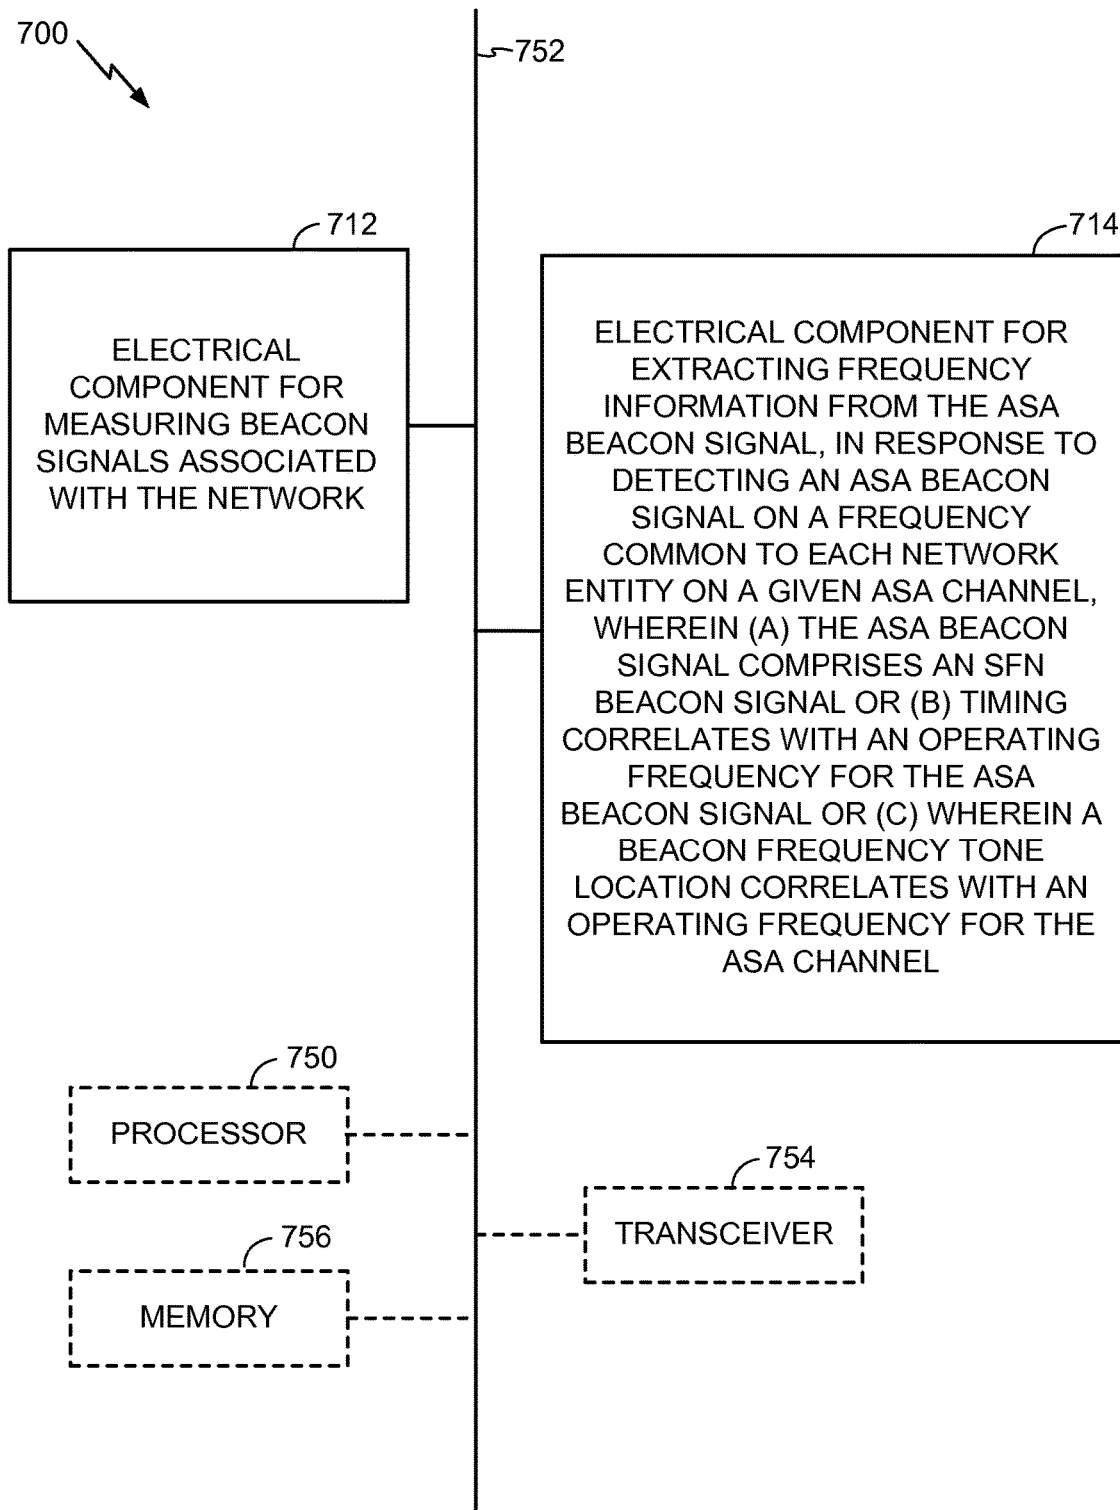 700
752
712
ELECTRICAL
COMPONENT FOR
MEASURING BEACON
SIGNALS ASSOCIATED
WITH THE NETWORK
714
ELECTRICAL COMPONENT FOR
EXTRACTING FREQUENCY
INFORMATION FROM THE ASA
BEACON SIGNAL, IN RESPONSE TO
DETECTING AN ASA BEACON
SIGNAL ON A FREQUENCY
COMMON TO EACH NETWORK
ENTITY ON A GIVEN ASA CHANNEL,
WHEREIN (A) THE ASA BEACON
SIGNAL COMPRISES AN SFN
BEACON SIGNAL OR (B) TIMING
CORRELATES WITH AN OPERATING
FREQUENCY FOR THE ASA
BEACON SIGNAL OR (C) WHEREIN A
BEACON FREQUENCY TONE
LOCATION CORRELATES WITH AN
OPERATING FREQUENCY FOR THE
ASA CHANNEL
750
PROCESSOR
754
TRANSCEIVER
756
MEMORY